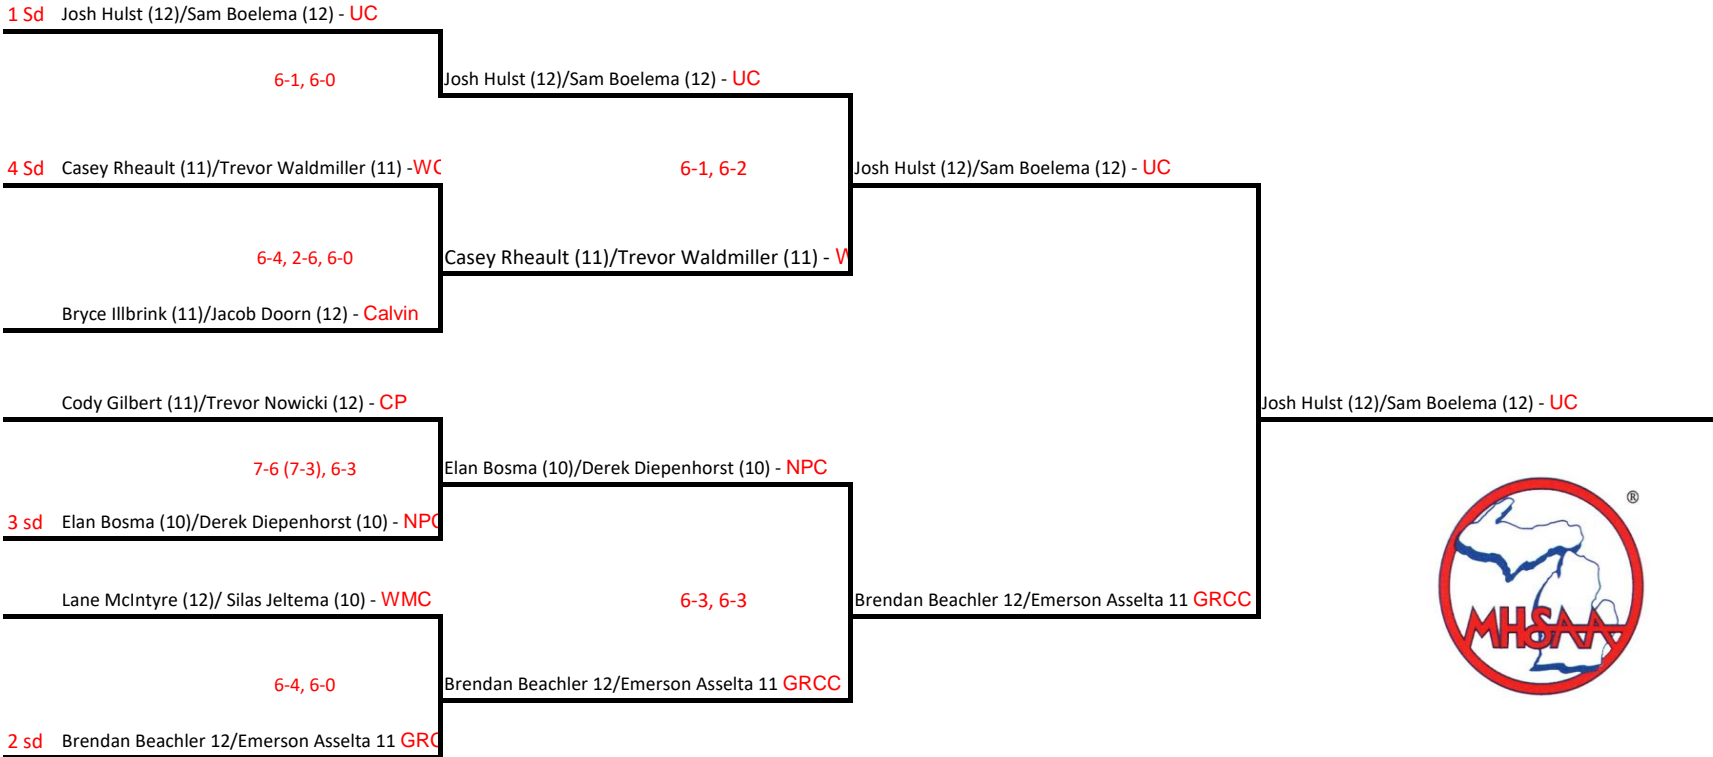 1 Sd Josh Hulst (12)/Sam Boelema (12) - UC
6-1, 6-0 Josh Hulst (12)/Sam Boelema (12) - UC
4 Sd Casey Rheault (11)/Trevor Waldmiller (11) -WC 6-1, 6-2 Josh Hulst (12)/Sam Boelema (12) - UC
6-4, 2-6, 6-0 Casey Rheault (11)/Trevor Waldmiller (11) - W
Bryce Illbrink (11)/Jacob Doorn (12) - Calvin
Cody Gilbert (11)/Trevor Nowicki (12) - CP Josh Hulst (12)/Sam Boelema (12) - UC
7-6 (7-3), 6-3 Elan Bosma (10)/Derek Diepenhorst (10) - NPC
3 sd Elan Bosma (10)/Derek Diepenhorst (10) - NPC
Lane McIntyre (12)/ Silas Jeltema (10) - WMC 6-3, 6-3 Brendan Beachler 12/Emerson Asselta 11 GRCC
6-4, 6-0 Brendan Beachler 12/Emerson Asselta 11 GRCC
2 sd Brendan Beachler 12/Emerson Asselta 11 GRC
®
MHSAA